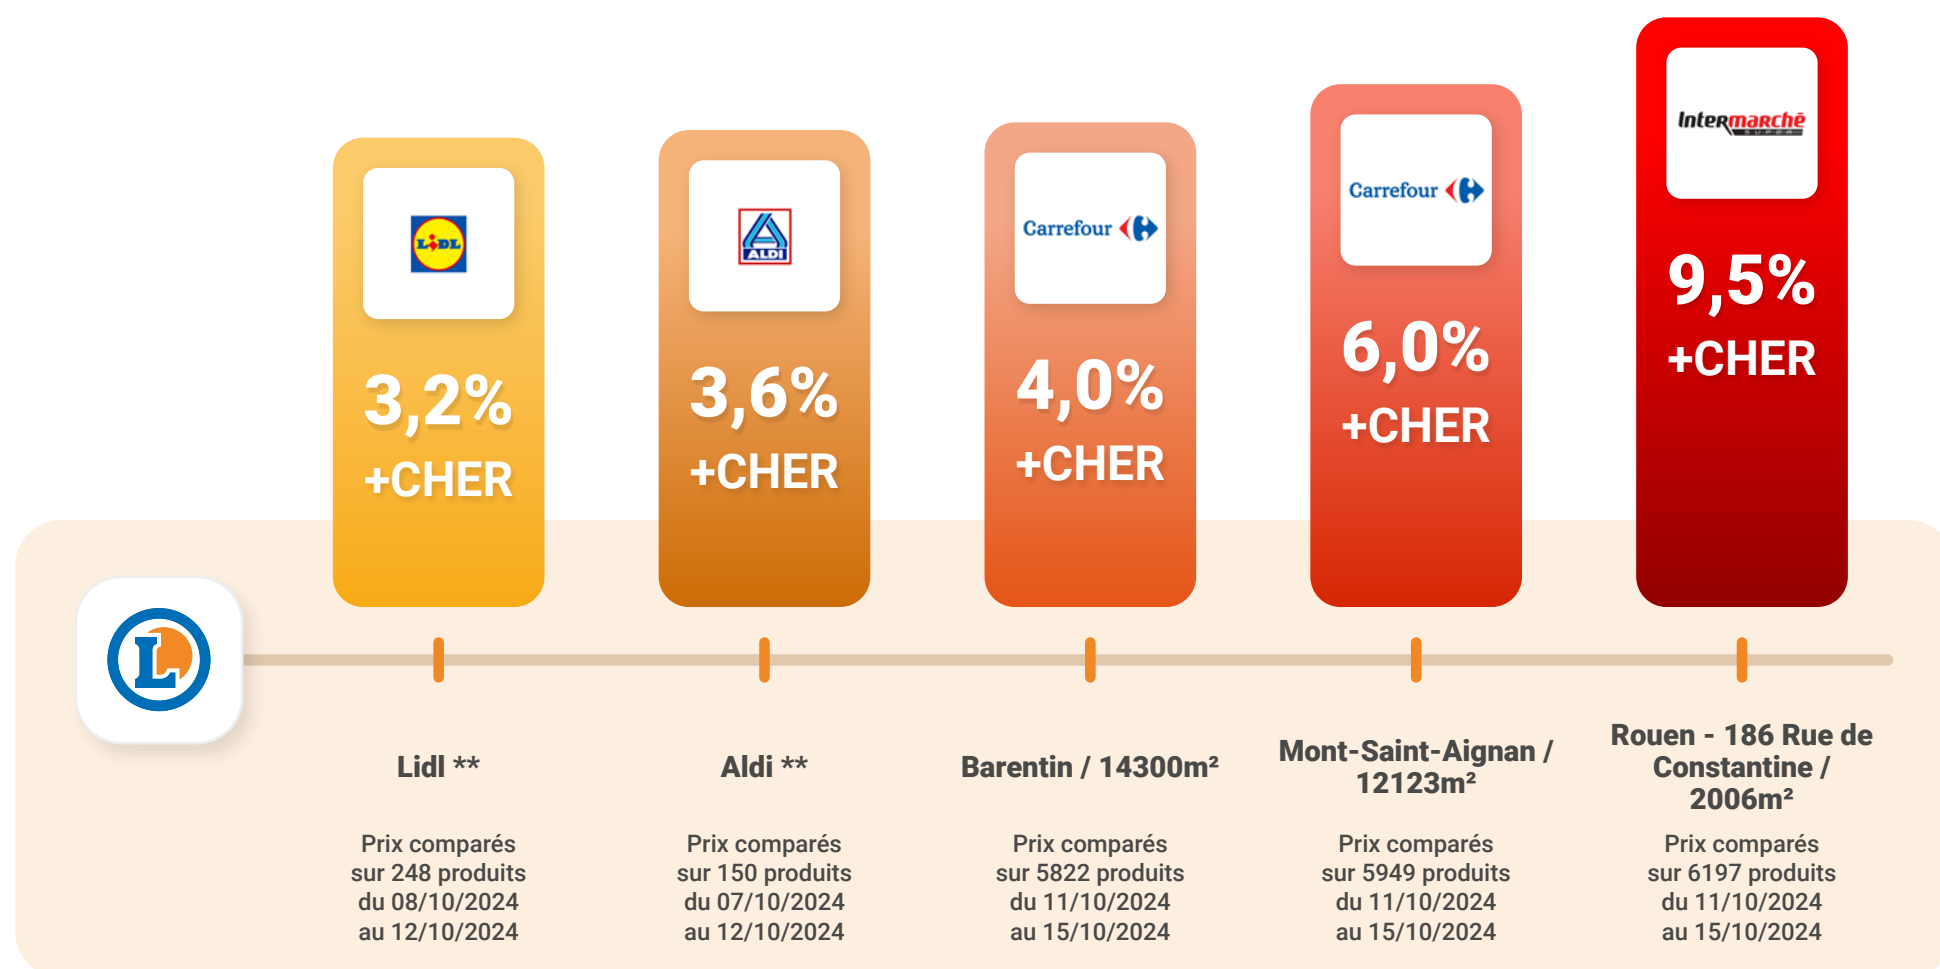 LiDL
3,2%
+CHER
ALDI
3,6%
+CHER
Carrefour
4,0%
+CHER
Carrefour
6,0%
+CHER
Intermarchē
SUPER
9,5%
+CHER
L
Lidl **
Prix comparés
sur 248 produits
du 08/10/2024
au 12/10/2024
Aldi **
Prix comparés
sur 150 produits
du 07/10/2024
au 12/10/2024
Barentin / 14300m²
Prix comparés
sur 5822 produits
du 11/10/2024
au 15/10/2024
Mont-Saint-Aignan /
12123m²
Prix comparés
sur 5949 produits
du 11/10/2024
au 15/10/2024
Rouen - 186 Rue de
Constantine /
2006m²
Prix comparés
sur 6197 produits
du 11/10/2024
au 15/10/2024